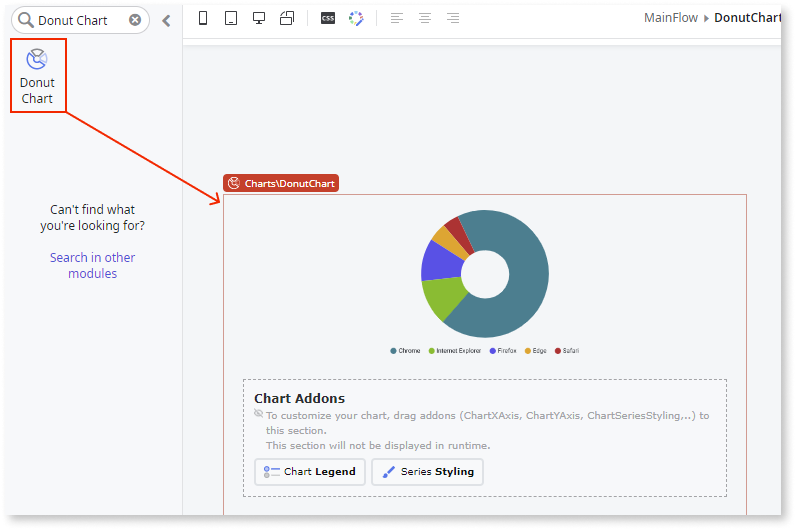 Donut Chart
CSS
MainFlow ▸ DonutChart
Donut
Chart
Can't find what
you're looking for?
Search in other
modules
Charts\DonutChart
Chrome Internet Explorer Firefox Edge Safari
Chart Addons
To customize your chart, drag addons (ChartXAxis, ChartYAxis, ChartSeriesStyling,..) to
this section.
This section will not be displayed in runtime.
Chart Legend Series Styling